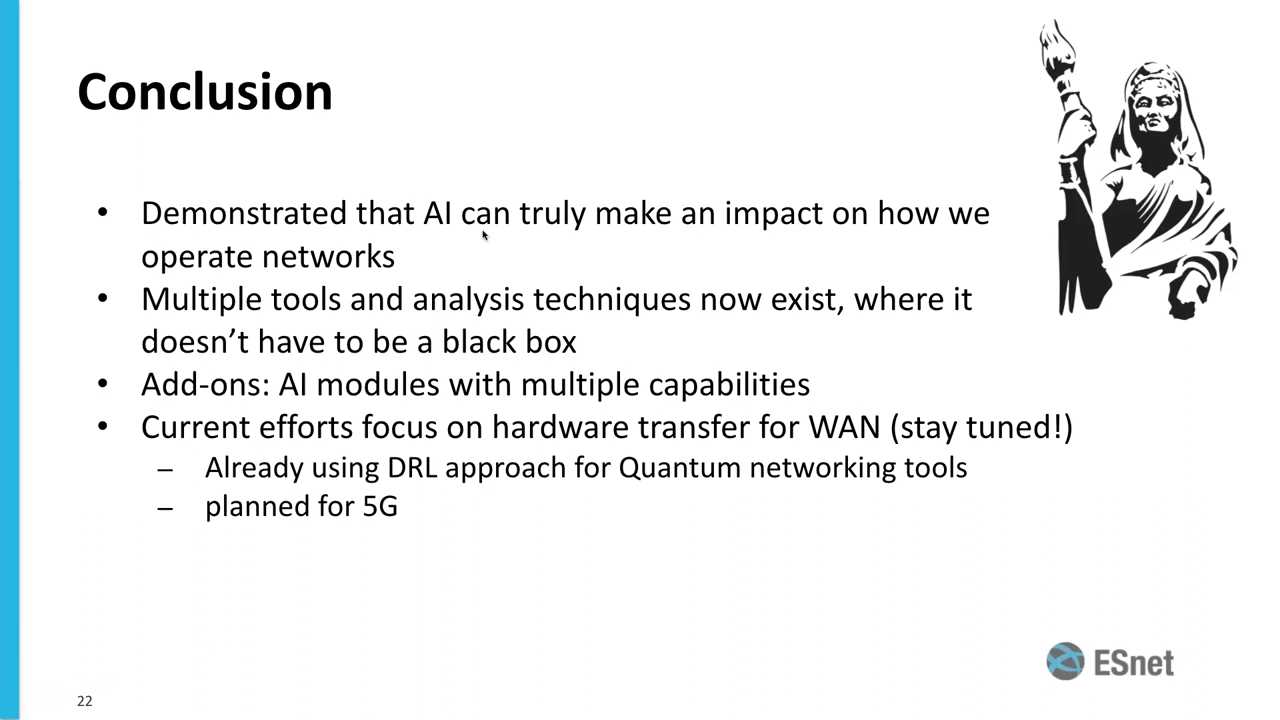 Conclusion
• Demonstrated that AI can truly make an impact on how we
operate networks
• Multiple tools and analysis techniques now exist, where it
doesn’t have to be a black box
• Add-ons: AI modules with multiple capabilities
• Current efforts focus on hardware transfer for WAN (stay tuned!)
– Already using DRL approach for Quantum networking tools
– planned for 5G
ESnet
22